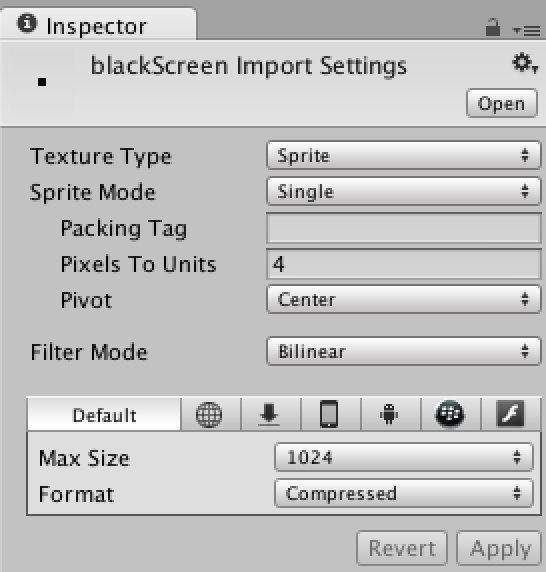 Inspector
blackScreen Import Settings
Open
Texture Type Sprite
Sprite Mode Single
Packing Tag
Pixels To Units 4
Pivot Center
Filter Mode Bilinear
Default
Max Size 1024
Format Compressed
Revert Apply